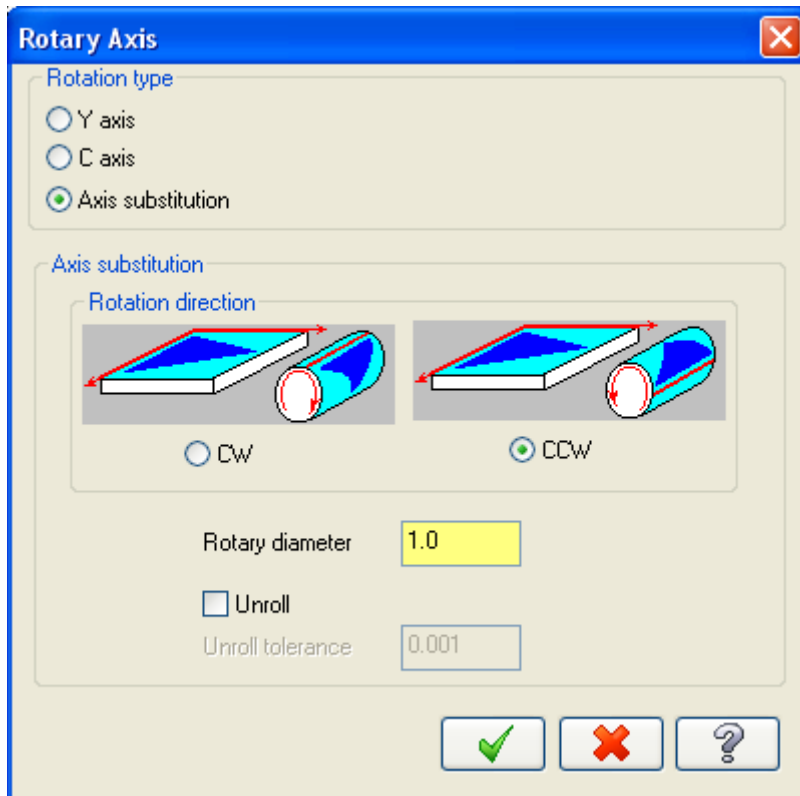 Rotary Axis
Rotation type
Y axis
C axis
Axis substitution
Axis substitution
Rotation direction
CW
CCW
Rotary diameter 1.0
Unroll
Unroll tolerance 0.001